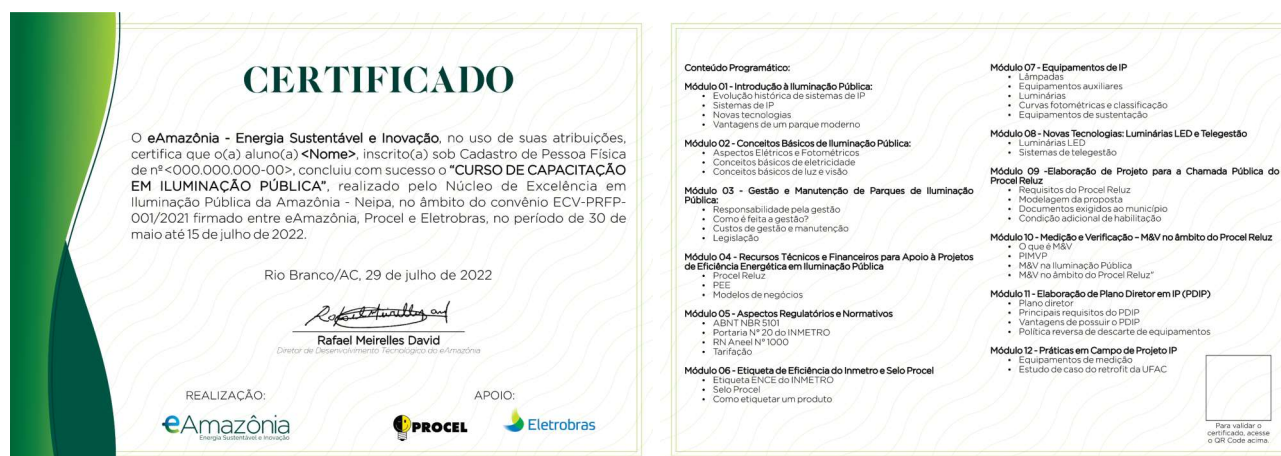 CERTIFICADO
O eAmazônia - Energia Sustentável e Inovação, no uso de suas atribuições,
certifica que o(a) aluno(a) <Nome>, inscrito(a) sob Cadastro de Pessoa Física
de nº <000.000.000-00>, concluiu com sucesso o "CURSO DE CAPACITAÇÃO
EM ILUMINAÇÃO PÚBLICA", realizado pelo Núcleo de Excelência em
Iluminação Pública da Amazônia - Neipa, no âmbito do convênio ECV-PRFP-
001/2021 firmado entre eAmazônia, Procel e Eletrobras, no período de 30 de
maio até 15 de julho de 2022.
Rio Branco/AC, 29 de julho de 2022
Rafael Meirelles David
Diretor de Desenvolvimento Tecnológico do eAmazônia
REALIZAÇÃO:
APOIO:
eAmazônia
Energia Sustentável e Inovação
PROCEL
Eletrobras
Conteúdo Programático:
Módulo 01 - Introdução à Iluminação Pública:
• Evolução histórica de sistemas de IP
• Sistemas de IP
• Novas tecnologias
• Vantagens de um parque moderno
Módulo 02 - Conceitos Básicos de Iluminação Pública:
• Aspectos Elétricos e Fotométricos
• Conceitos básicos de eletricidade
• Conceitos básicos de luz e visão
Módulo 03 - Gestão e Manutenção de Parques de Iluminação
Pública:
• Responsabilidade pela gestão
• Como é feita a gestão?
• Custos de gestão e manutenção
• Legislação
Módulo 04 - Recursos Técnicos e Financeiros para Apoio à Projetos
de Eficiência Energética em Iluminação Pública
• Procel Reluz
• PEE
• Modelos de negócios
Módulo 05 - Aspectos Regulatórios e Normativos
• ABNT NBR 5101
• Portaria N° 20 do INMETRO
• RN Aneel N° 1000
• Tarifação
Módulo 06 - Etiqueta de Eficiência do Inmetro e Selo Procel
• Etiqueta ENCE do INMETRO
• Selo Procel
• Como etiquetar um produto
Módulo 07 - Equipamentos de IP
• Lâmpadas
• Equipamentos auxiliares
• Luminárias
• Curvas fotométricas e classificação
• Equipamentos de sustentação
Módulo 08 - Novas Tecnologias: Luminárias LED e Telegestão
• Luminárias LED
• Sistemas de telegestão
Módulo 09 -Elaboração de Projeto para a Chamada Pública do
Procel Reluz
• Requisitos do Procel Reluz
• Modelagem da proposta
• Documentos exigidos ao município
• Condição adicional de habilitação
Módulo 10 - Medição e Verificação – M&V no âmbito do Procel Reluz
• O que é M&V
• PIMVP
• M&V na Iluminação Pública
• M&V no âmbito do Procel Reluz"
Módulo 11 - Elaboração de Plano Diretor em IP (PDIP)
• Plano diretor
• Principais requisitos do PDIP
• Vantagens de possuir o PDIP
• Política reversa de descarte de equipamentos
Módulo 12 - Práticas em Campo de Projeto IP
• Equipamentos de medição
• Estudo de caso do retrofit da UFAC
Para validar o
certificado, acesse
o QR Code acima.